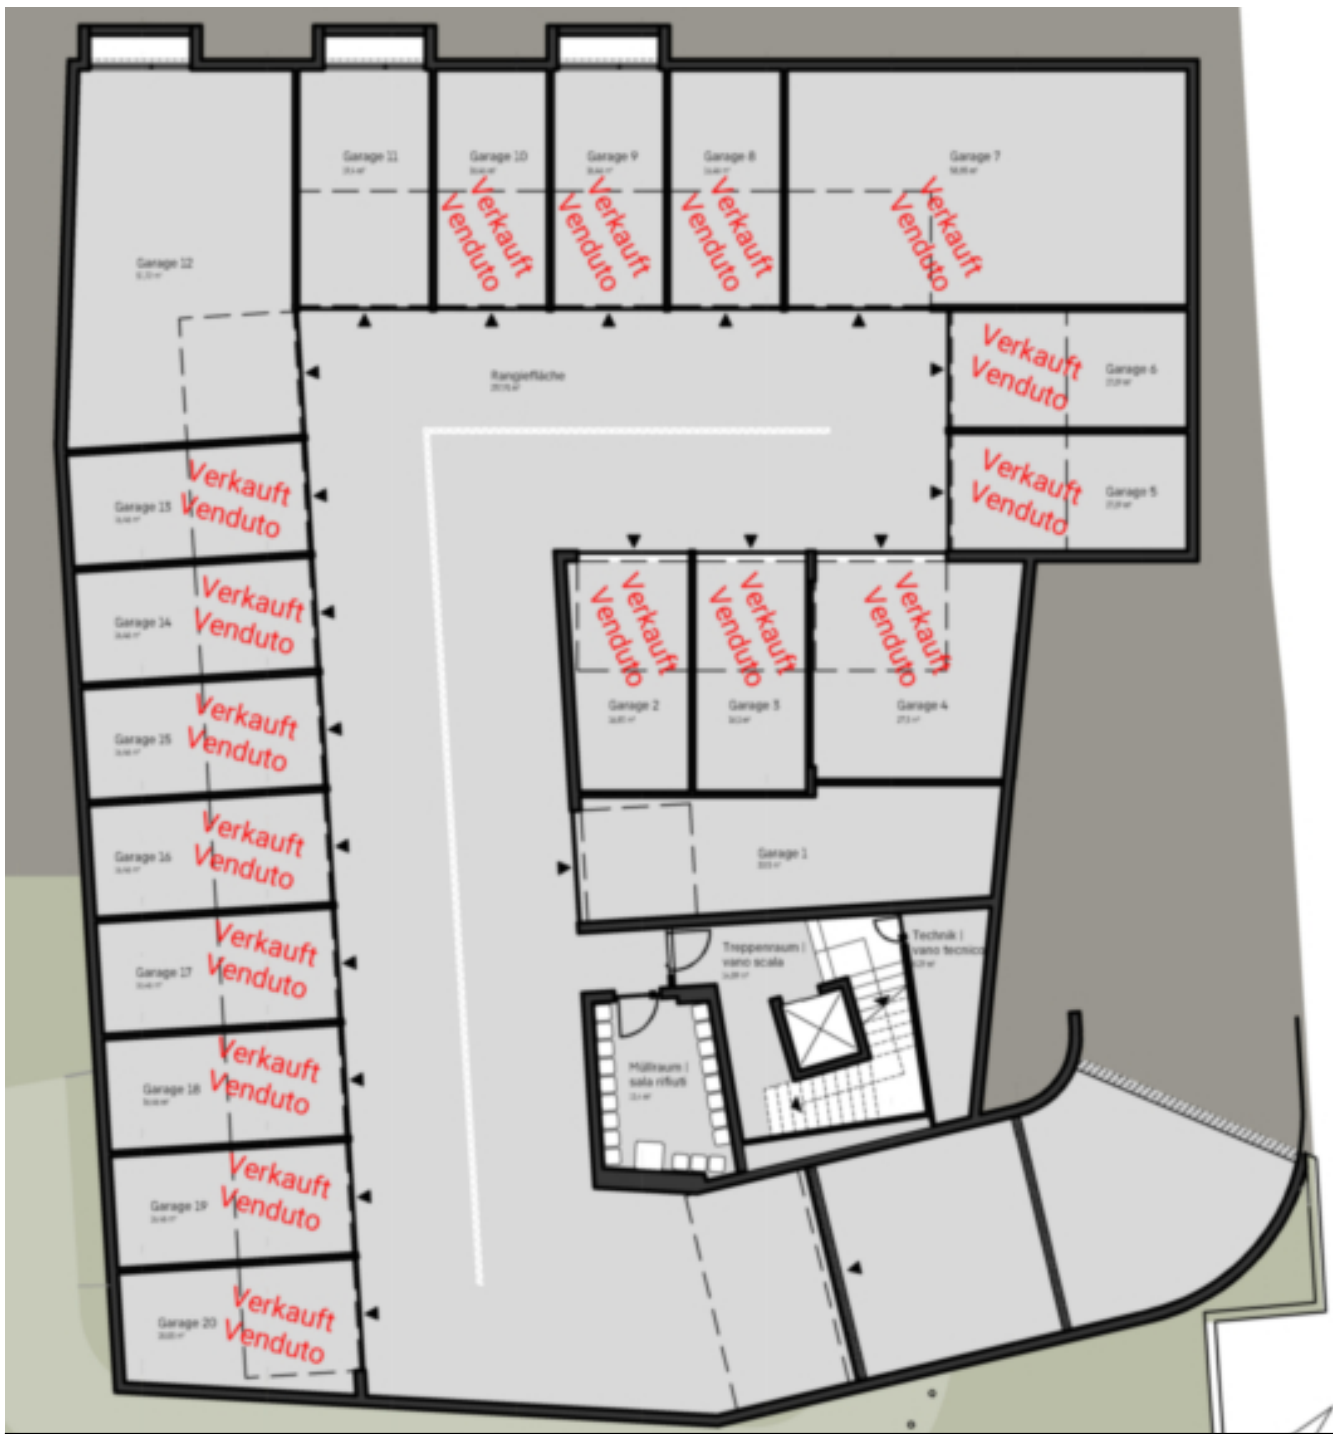 Garage 11
Garage 10
Garage 9
Garage 8
Garage 7
Verkauft
Venduto
Verkauft
Venduto
Verkauft
Venduto
Verkauft
Venduto
Garage 12
Rangierfläche
Verkauft
Venduto
Garage 6
Verkauft
Venduto
Garage 5
Garage 13
Verkauft
Venduto
Garage 14
Verkauft
Venduto
Verkauft
Venduto
Verkauft
Venduto
Verkauft
Venduto
Garage 2
Garage 3
Garage 4
Garage 15
Verkauft
Venduto
Garage 16
Verkauft
Venduto
Garage 1
Garage 17
Verkauft
Venduto
Treppenraum |
vano scala
Technik |
vano tecnico
Garage 18
Verkauft
Venduto
Müllraum |
sala rifiuti
Garage 19
Verkauft
Venduto
Garage 20
Verkauft
Venduto